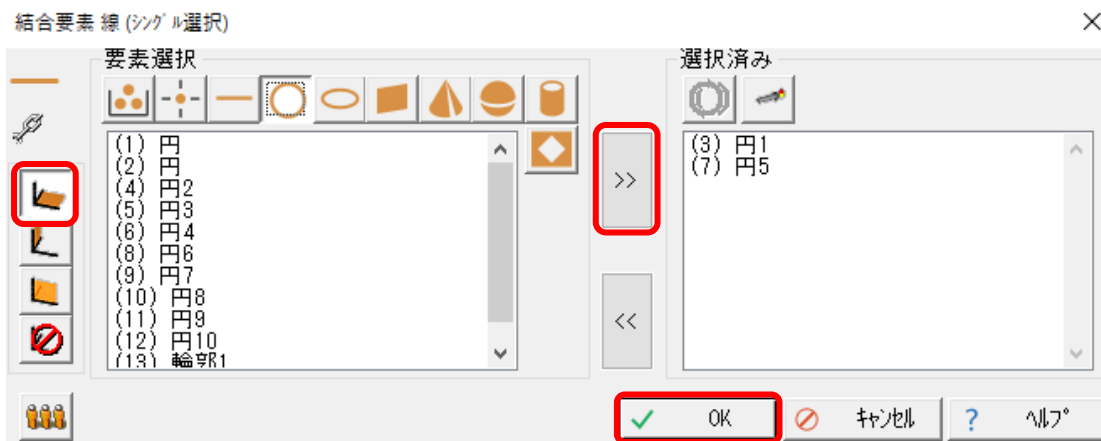 結合要素 線 (ｼﾝｸﾞﾙ選択)
要素選択
(1) 円
(2) 円
(4) 円2
(5) 円3
(6) 円4
(8) 円6
(9) 円7
(10) 円8
(11) 円9
(12) 円10
(13) 輪郭1
>>
<<
選択済み
(3) 円1
(7) 円5
OK
ｷｬﾝｾﾙ
? ﾍﾙﾌﾟ